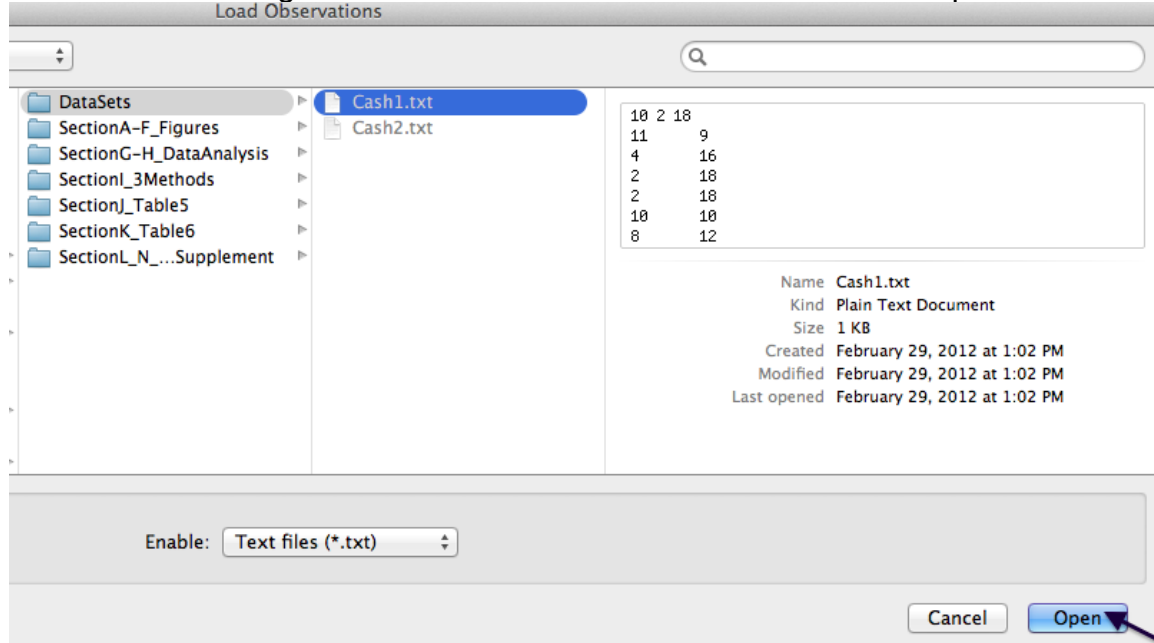 Load Observations
DataSets
SectionA-F_Figures
SectionG-H_DataAnalysis
SectionI_3Methods
SectionJ_Table5
SectionK_Table6
SectionL_N_...Supplement
Cash1.txt
Cash2.txt
10 2 18
11 9
4 16
2 18
2 18
10 10
8 12
Name Cash1.txt
Kind Plain Text Document
Size 1 KB
Created February 29, 2012 at 1:02 PM
Modified February 29, 2012 at 1:02 PM
Last opened February 29, 2012 at 1:02 PM
Enable: Text files (*.txt)
Cancel Open